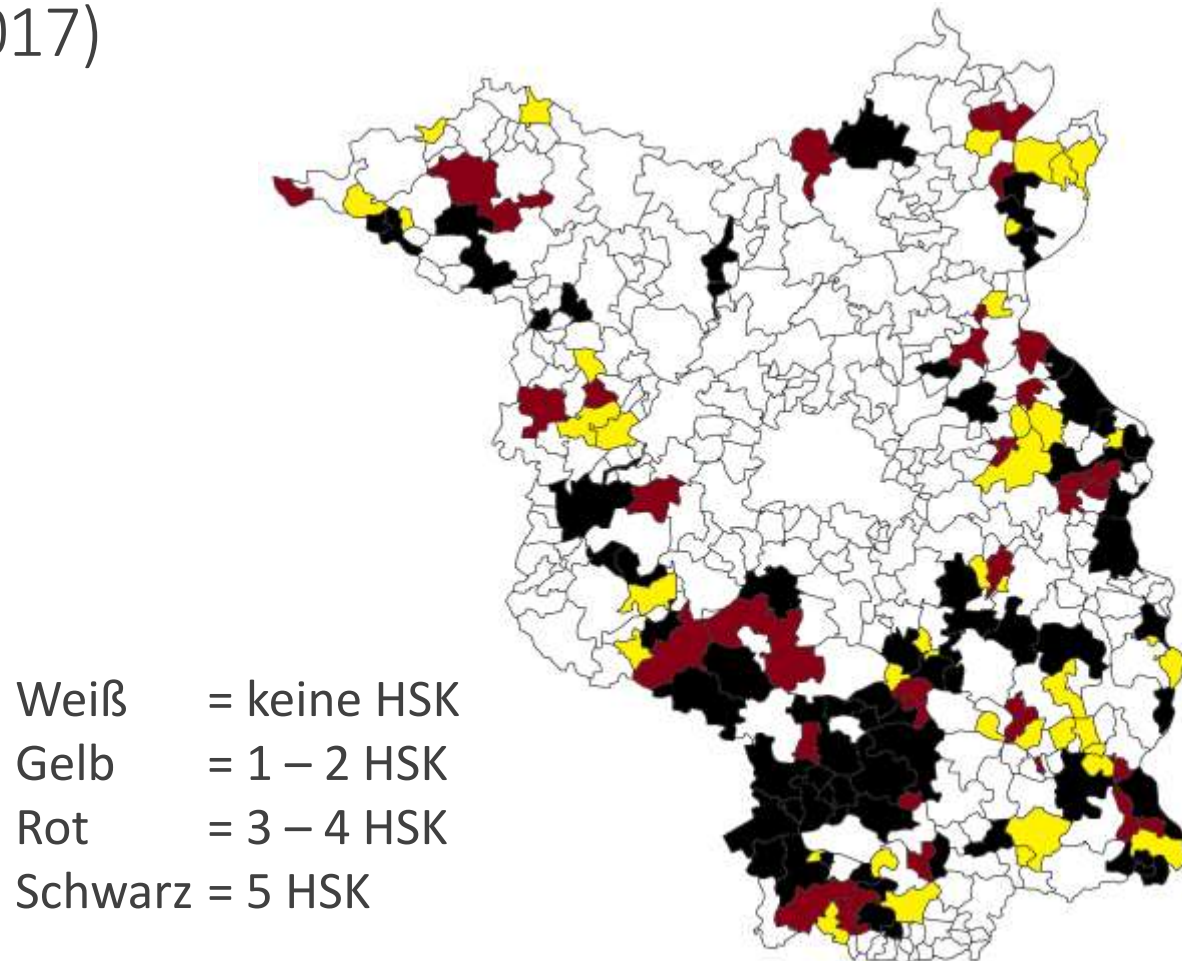 017)
Weiß = keine HSK
Gelb = 1 – 2 HSK
Rot = 3 – 4 HSK
Schwarz = 5 HSK